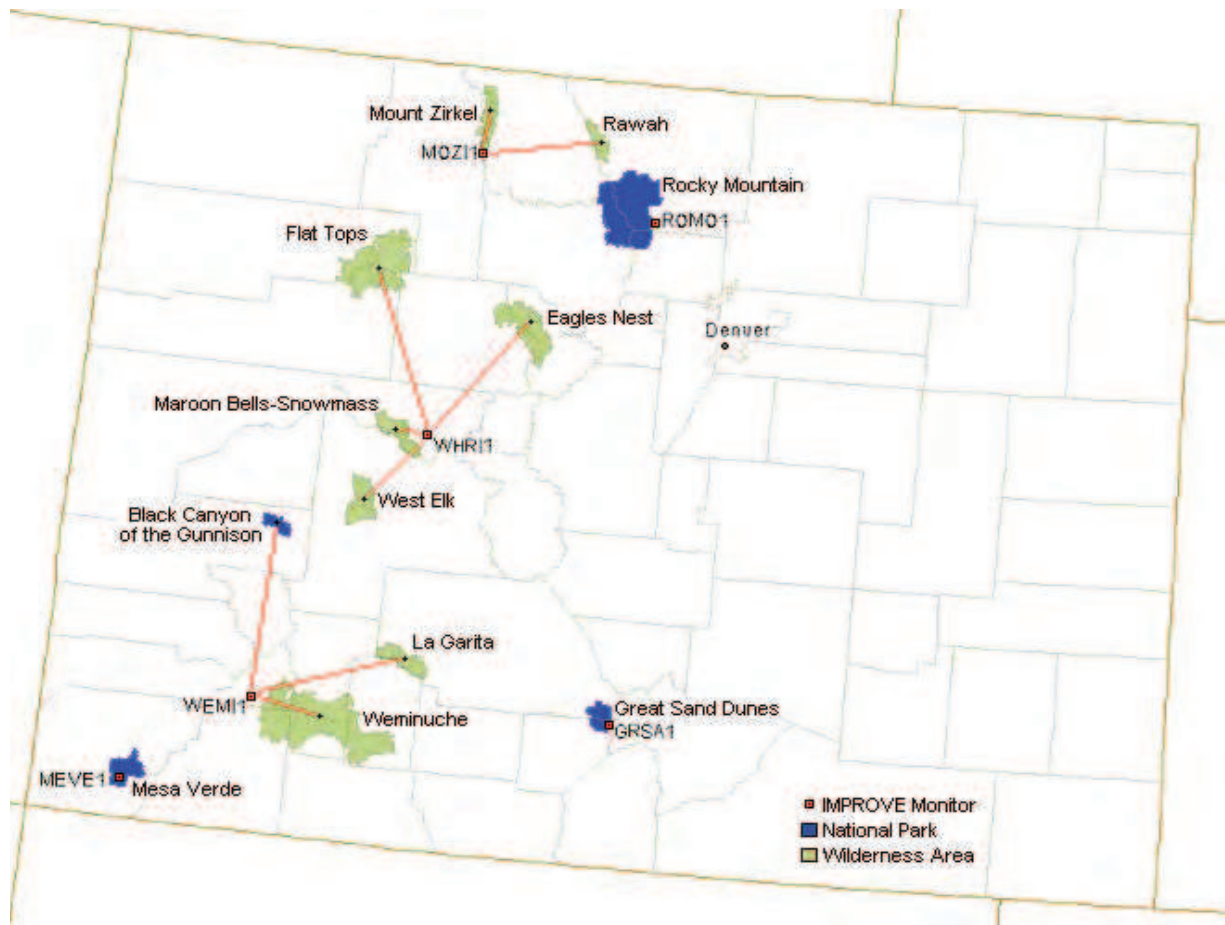 Mount Zirkel
Rawah
MOZI1
Rocky Mountain
ROMO1
Flat Tops
Eagles Nest
Denver
Maroon Bells-Snowmass
WHRI1
West Elk
Black Canyon
of the Gunnison
La Garita
WEMI1
Weminuche
Great Sand Dunes
GRSA1
MEVE1
Mesa Verde
IMPROVE Monitor
National Park
Wilderness Area